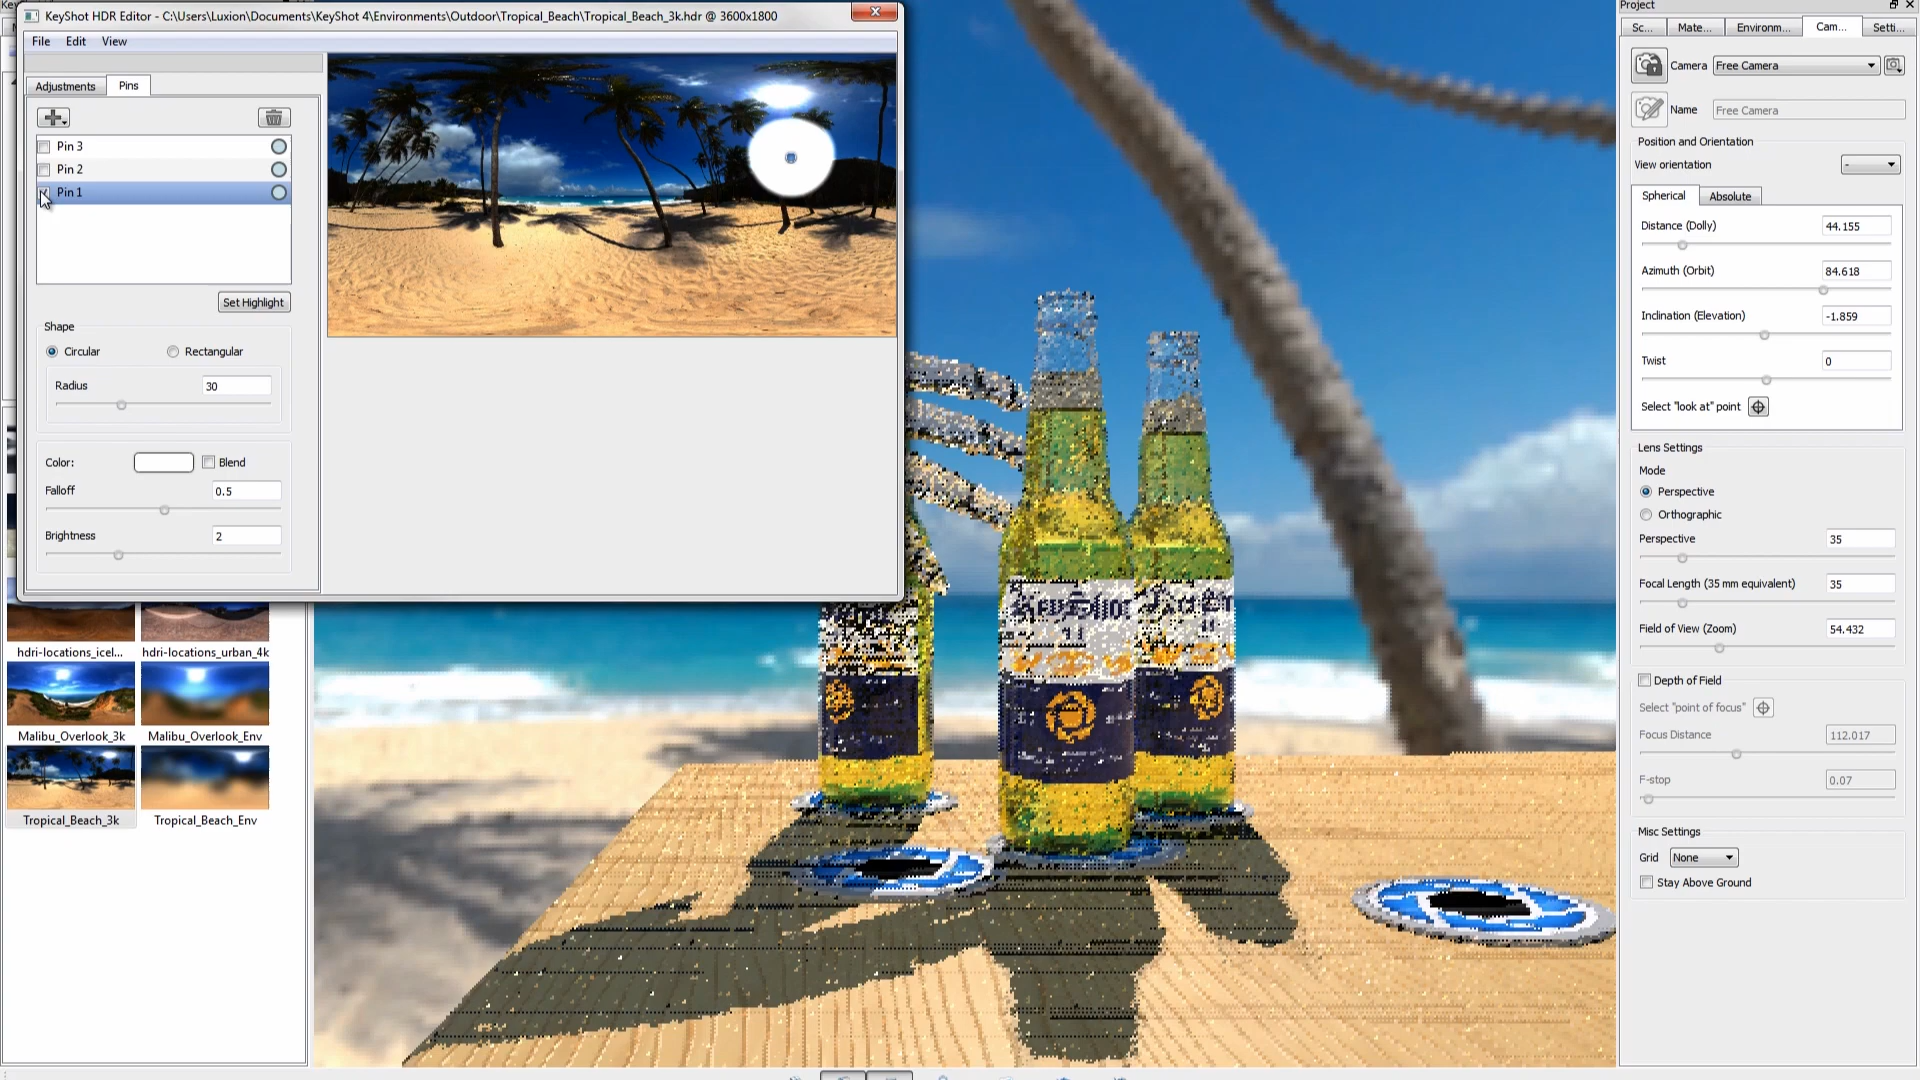 KeyShot HDR Editor - C:\Users\Luxion\Documents\KeyShot 4\Environments\Outdoor\Tropical_Beach\Tropical_Beach_3k.hdr @ 3600x1800
File Edit View
Adjustments Pins
Pin 3
Pin 2
Pin 1
Set Highlight
Shape
Circular Rectangular
Radius 30
Color: Blend
Falloff 0.5
Brightness 2
hdri-locations_icel... hdri-locations_urban_4k
Malibu_Overlook_3k Malibu_Overlook_Env
Tropical_Beach_3k Tropical_Beach_Env
KeyShot
Project
Sc... Mate... Environm... Cam... Setti...
Camera Free Camera
Name Free Camera
Position and Orientation
View orientation -
Spherical Absolute
Distance (Dolly) 44.155
Azimuth (Orbit) 84.618
Inclination (Elevation) -1.859
Twist 0
Select "look at" point
Lens Settings
Mode
Perspective
Orthographic
Perspective 35
Focal Length (35 mm equivalent) 35
Field of View (Zoom) 54.432
Depth of Field
Select "point of focus"
Focus Distance 112.017
F-stop 0.07
Misc Settings
Grid None
Stay Above Ground